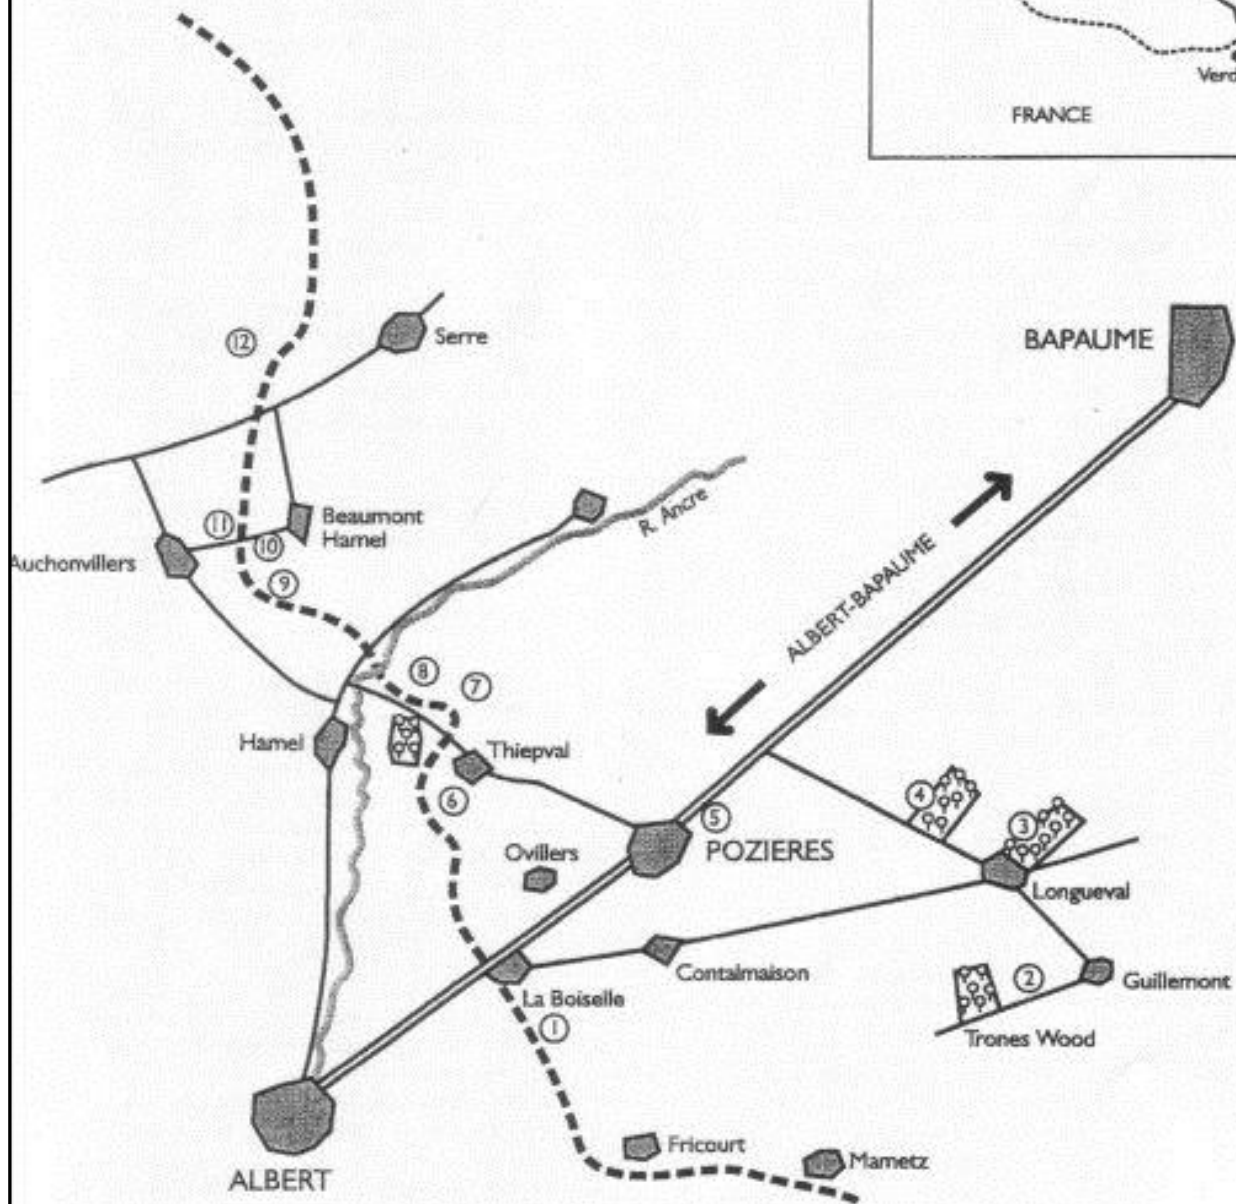 Verd
FRANCE
⑫
Serre
BAPAUME
⑪
Beaumont
Hamel
R. Ancre
Auchonvillers
⑩
⑨
ALBERT-BAPAUME
⑧
⑦
Hamel
Thiepval
④
⑥
⑤
③
POZIERES
Ovillers
Longueval
Contalmaison
②
Guillemont
La Boiselle
①
Trones Wood
Fricourt
Mametz
ALBERT